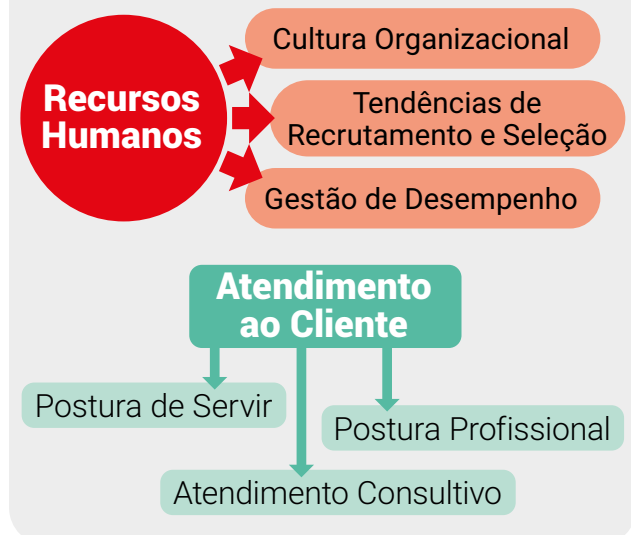 Recursos
Humanos
Cultura Organizacional
Tendências de
Recrutamento e Seleção
Gestão de Desempenho
Atendimento
ao Cliente
Postura de Servir
Postura Profissional
Atendimento Consultivo